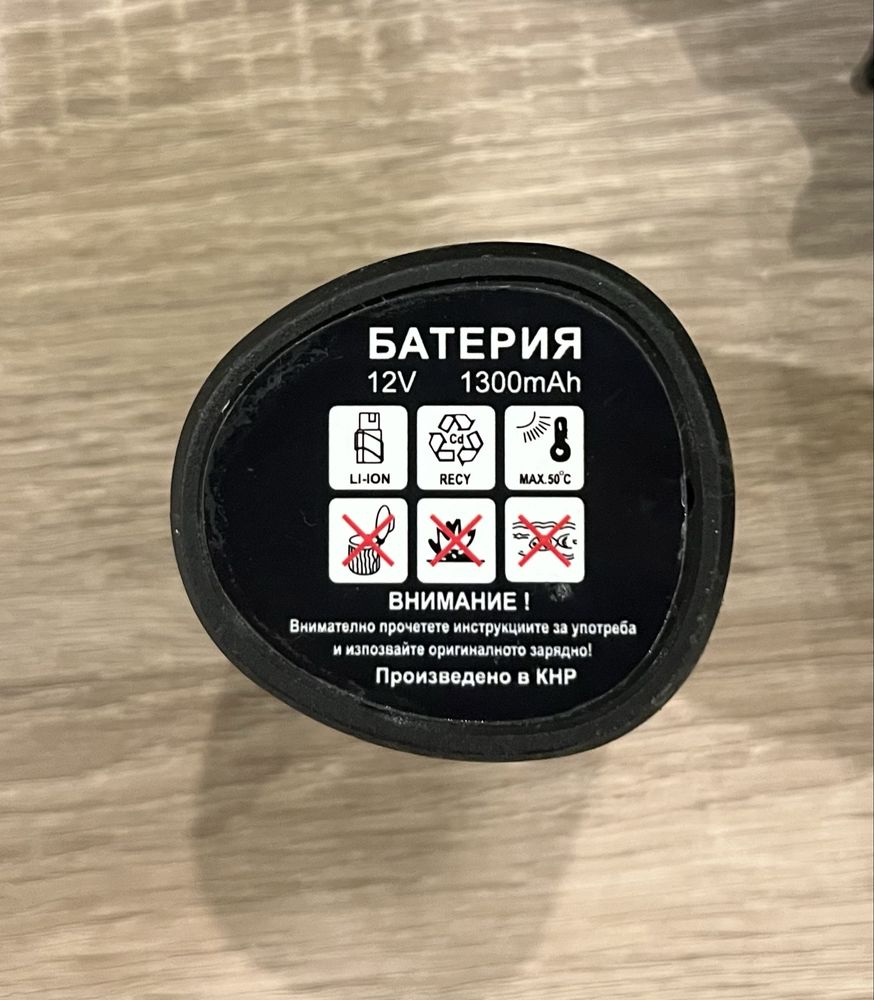 БАТЕРИЯ
12V 1300mAh
LI-ION
Cd
RECY
MAX.50°C
ВНИМАНИЕ !
Внимателно прочетете инструкциите за употреба
и изпозвайте оригиналното зарядно!
Произведено в КНР